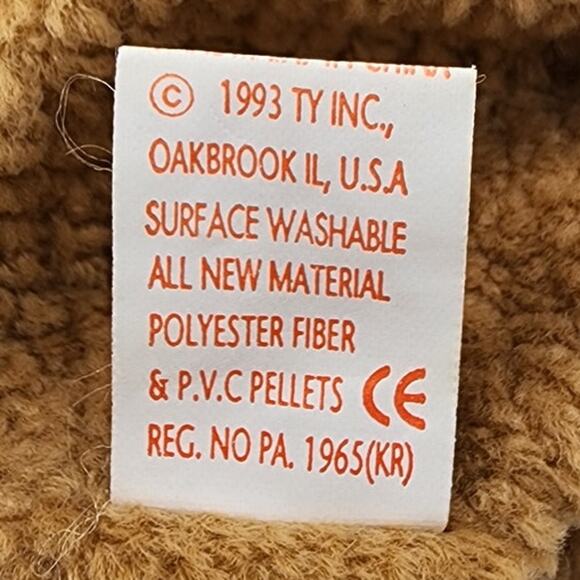 © 1993 TY INC.,
OAKBROOK IL, U.S.A
SURFACE WASHABLE
ALL NEW MATERIAL
POLYESTER FIBER
& P.V.C PELLETS CE
REG. NO PA. 1965(KR)